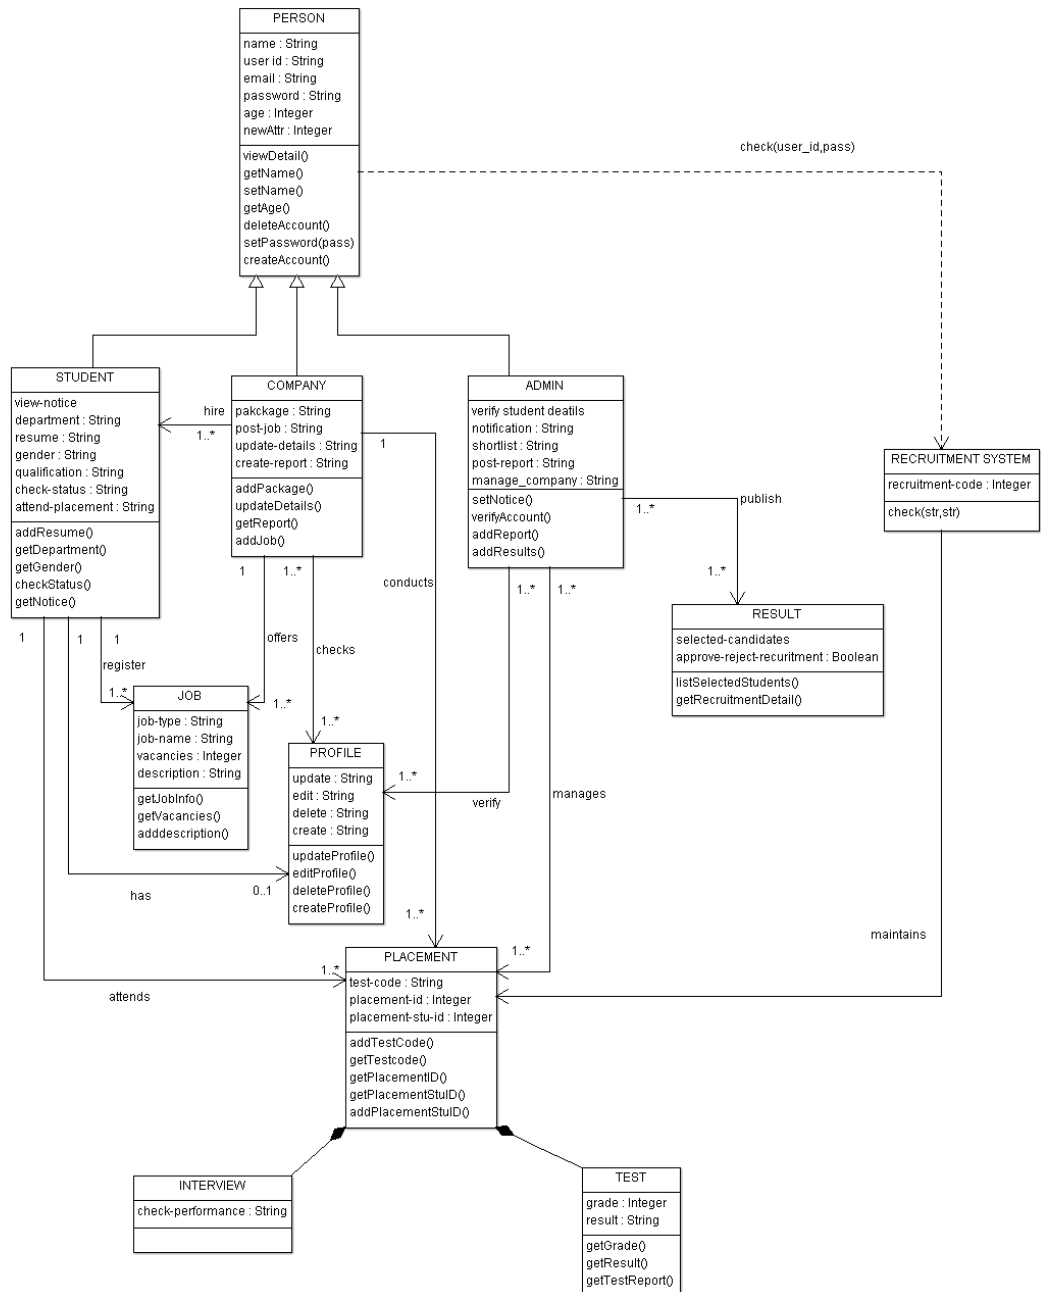 PERSON
name : String
user id : String
email : String
password : String
age : Integer
newAttr : Integer
viewDetail()
getName()
setName()
getAge()
deleteAccount()
setPassword(pass)
createAccount()
check(user_id,pass)
STUDENT
view-notice
department : String
resume : String
gender : String
qualification : String
check-status : String
attend-placement : String
addResume()
getDepartment()
getGender()
checkStatus()
getNotice()
hire
1..*
COMPANY
pakckage : String
post-job : String
update-details : String
create-report : String
addPackage()
updateDetails()
getReport()
addJob()
1
conducts
1..*
ADMIN
verify student deatils
notification : String
shortlist : String
post-report : String
manage_company : String
setNotice()
verifyAccount()
addReport()
addResults()
publish
1..*
1..*
RECRUITMENT SYSTEM
recruitment-code : Integer
check(str,str)
RESULT
selected-candidates
approve-reject-recuritment : Boolean
listSelectedStudents()
getRecruitmentDetail()
1
1
1
register
1..*
1
offers
1..*
1..*
checks
1..*
1..*
verify
1..*
1..*
manages
1..*
JOB
job-type : String
job-name : String
vacancies : Integer
description : String
getJobInfo()
getVacancies()
adddescription()
PROFILE
update : String
edit : String
delete : String
create : String
updateProfile()
editProfile()
deleteProfile()
createProfile()
has
0..1
attends
1..*
maintains
PLACEMENT
test-code : String
placement-id : Integer
placement-stu-id : Integer
addTestCode()
getTestcode()
getPlacementID()
getPlacementStuID()
addPlacementStuID()
INTERVIEW
check-performance : String
TEST
grade : Integer
result : String
getGrade()
getResult()
getTestReport()